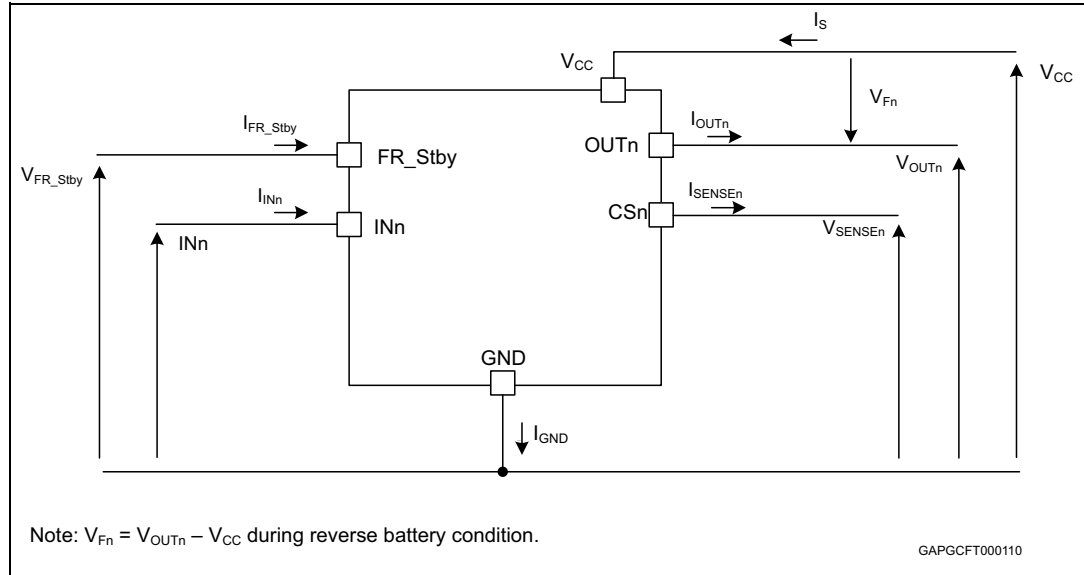 I_S
V_CC
V_CC
V_Fn
I_FR_Stby
I_OUTn
FR_Stby
OUTn
V_FR_Stby
V_OUTn
I_INn
I_SENSEn
INn
CSn
INn
V_SENSEn
GND
I_GND
Note: V_Fn = V_OUTn – V_CC during reverse battery condition.
GAPGCFT000110